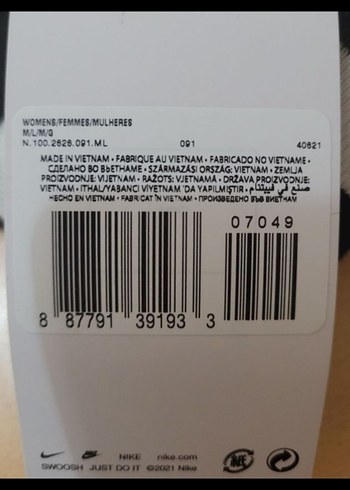 WOMENS/FEMMES/MULHERES
M/L/M/G
N.100.2626.091.ML 091 40621
MADE IN VIETNAM • FABRIQUE AU VIETNAM • FABRICADO NO VIETNAME •
СДЕЛАНО ВО ВЬЕТНАМЕ • SZÁRMAZÁSI ORSZÁG: VIETNAM • ZEMLJA
PROIZVODNJE: VIJETNAM • RAŽOTS: VJETNAMĀ • DRŽAVA PROIZVODNJE:
VIETNAM • ITHAL/YABANCI VİYETNAM 'DA YAPILMIŞTIR • صنع في فييتنام
HECHO EN VIETNAM • FABRICAT ÎN VIETNAM • ПРОИЗВЕДЕНО ВЪВ ВИЕТНАМ
07049
8 87791 39193 3
NIKE nike.com
SWOOSH JUST DO IT ©2021 Nike